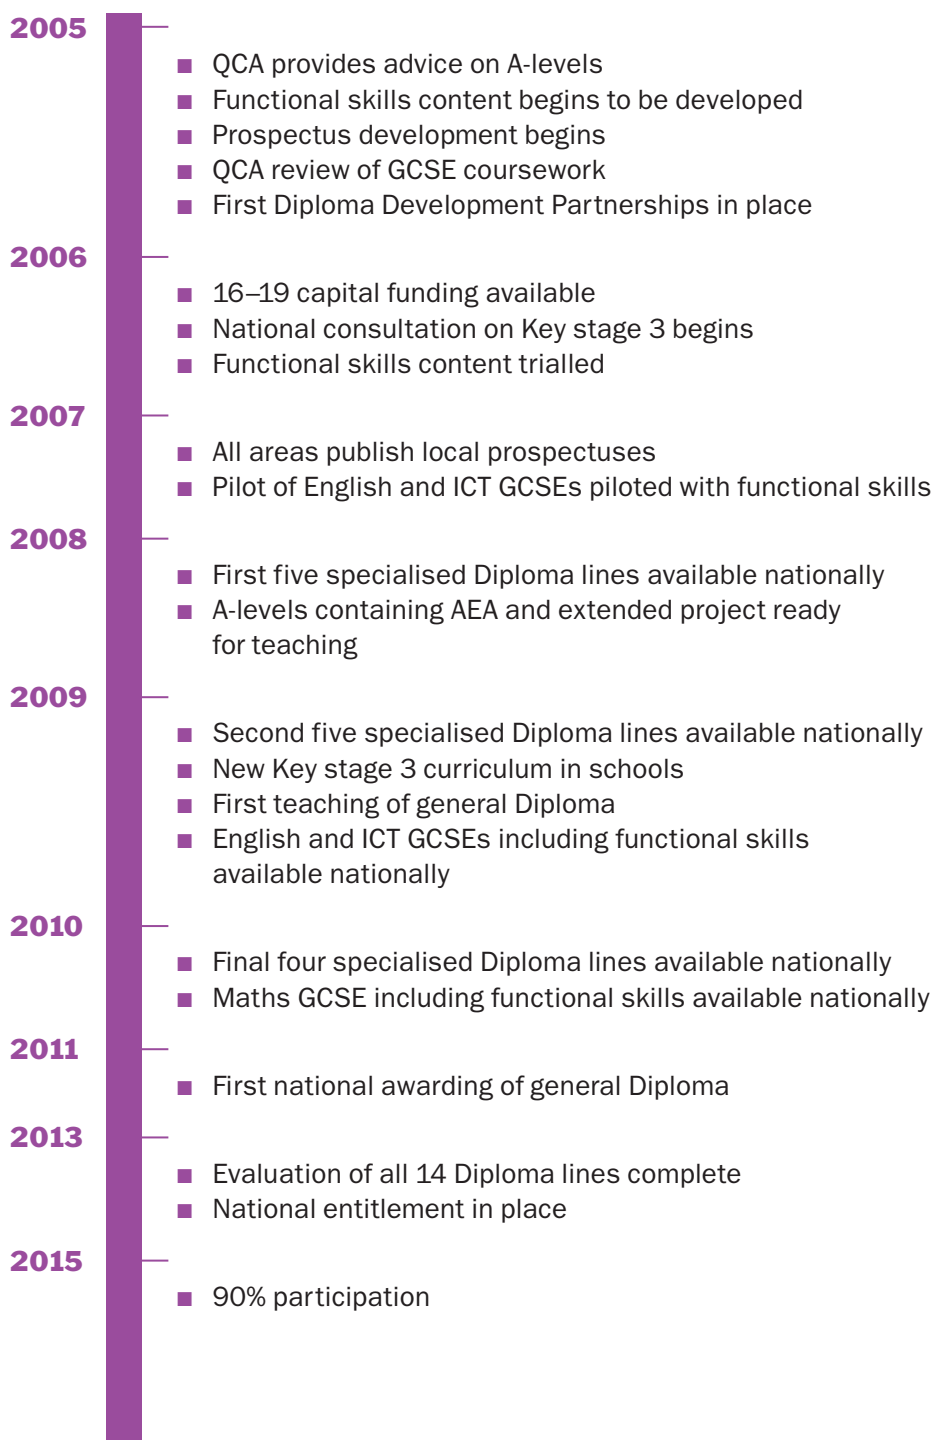 2005
■ QCA provides advice on A-levels
■ Functional skills content begins to be developed
■ Prospectus development begins
■ QCA review of GCSE coursework
■ First Diploma Development Partnerships in place
2006
■ 16–19 capital funding available
■ National consultation on Key stage 3 begins
■ Functional skills content trialled
2007
■ All areas publish local prospectuses
■ Pilot of English and ICT GCSEs piloted with functional skills
2008
■ First five specialised Diploma lines available nationally
■ A-levels containing AEA and extended project ready
for teaching
2009
■ Second five specialised Diploma lines available nationally
■ New Key stage 3 curriculum in schools
■ First teaching of general Diploma
■ English and ICT GCSEs including functional skills
available nationally
2010
■ Final four specialised Diploma lines available nationally
■ Maths GCSE including functional skills available nationally
2011
■ First national awarding of general Diploma
2013
■ Evaluation of all 14 Diploma lines complete
■ National entitlement in place
2015
■ 90% participation